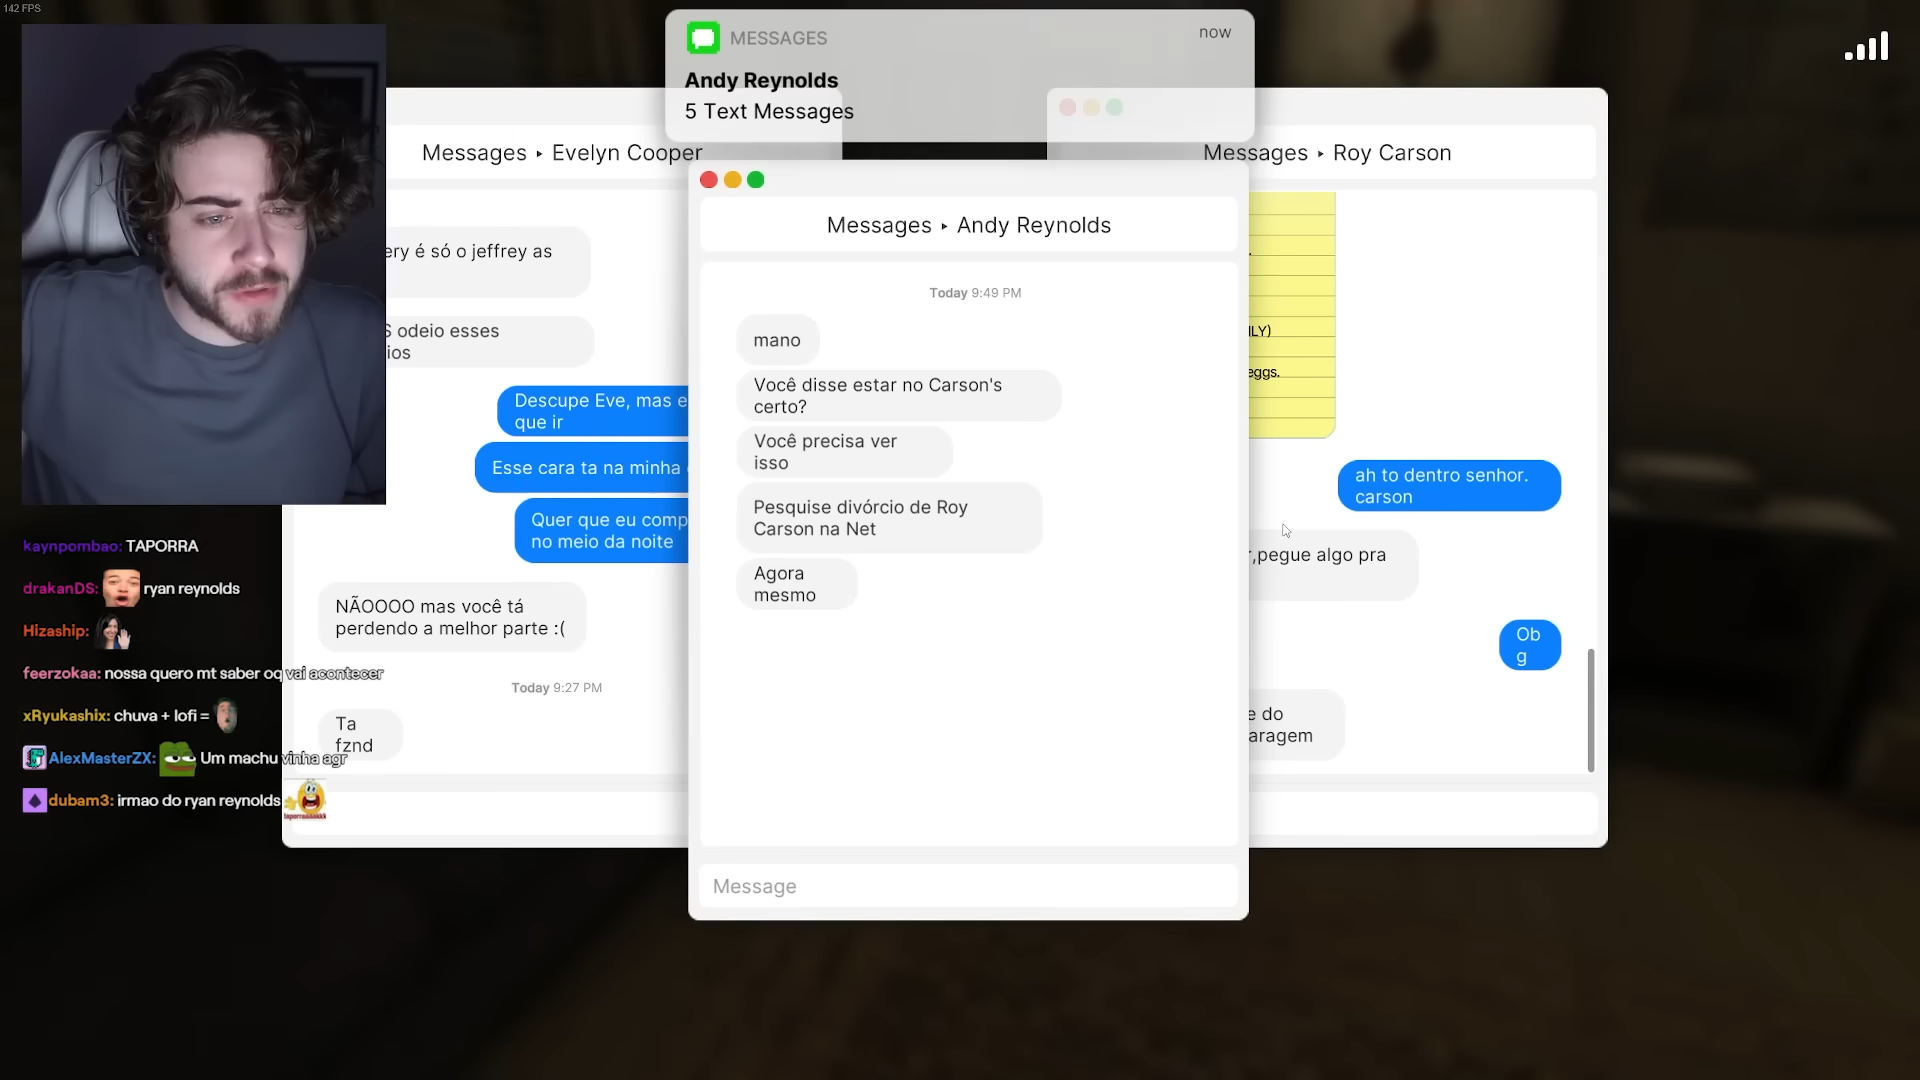 142 FPS
MESSAGES
now
Andy Reynolds
5 Text Messages
Messages ▸ Evelyn Cooper
ery é só o jeffrey as
odeio esses
ios
Descupe Eve, mas e
que ir
Esse cara ta na minha
Quer que eu comp
no meio da noite
NÃOOOO mas você tá
perdendo a melhor parte :(
Today 9:27 PM
Ta
fznd
Messages ▸ Andy Reynolds
Today 9:49 PM
mano
Você disse estar no Carson's
certo?
Você precisa ver
isso
Pesquise divórcio de Roy
Carson na Net
Agora
mesmo
Message
Messages ▸ Roy Carson
LY)
eggs.
ah to dentro senhor.
carson
r,pegue algo pra
Ob
g
e do
aragem
kaynpombao: TAPORRA
drakanDS: ryan reynolds
Hizaship:
feerzokaa: nossa quero mt saber oq vai acontecer
xRyukashix: chuva + lofi =
AlexMasterZX: Um machu vinha agr
dubam3: irmao do ryan reynolds